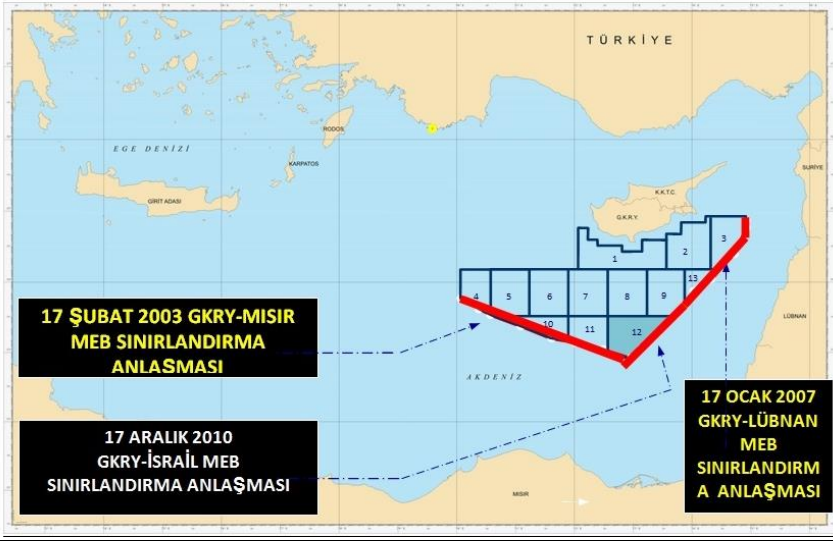 TÜRKİYE
RODOS
EGE DENİZİ
KARPATOS
GİRİT ADASI
SURİYE
K.K.T.C.
G.K.R.Y.
3
2
1
13
4
5
6
7
8
9
10
11
12
LÜBNAN
17 ŞUBAT 2003 GKRY-MISIR
MEB SINIRLANDIRMA
ANLAŞMASI
AKDENİZ
17 OCAK 2007
GKRY-LÜBNAN
MEB
SINIRLANDIRM
A ANLAŞMASI
17 ARALIK 2010
GKRY-İSRAİL MEB
SINIRLANDIRMA ANLAŞMASI
MISIR